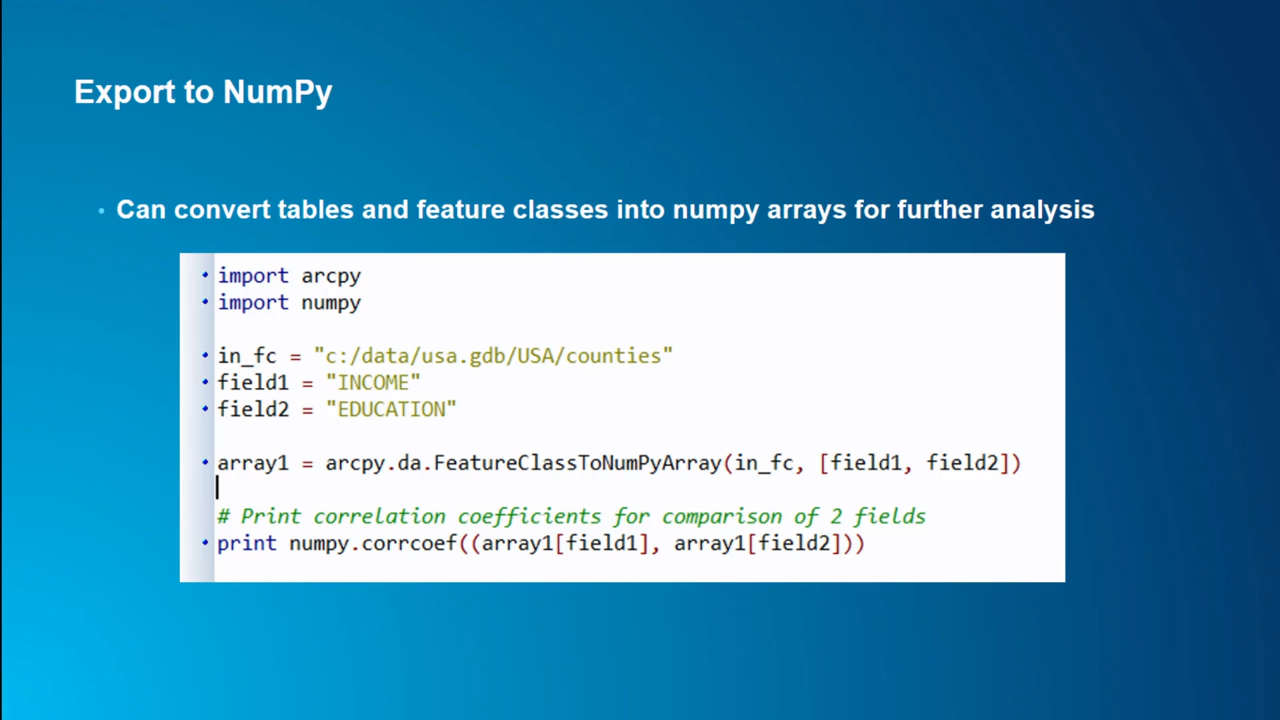 Export to NumPy
• Can convert tables and feature classes into numpy arrays for further analysis
import arcpy
import numpy
in_fc = "c:/data/usa.gdb/USA/counties"
field1 = "INCOME"
field2 = "EDUCATION"
array1 = arcpy.da.FeatureClassToNumPyArray(in_fc, [field1, field2])
# Print correlation coefficients for comparison of 2 fields
print numpy.corrcoef((array1[field1], array1[field2]))